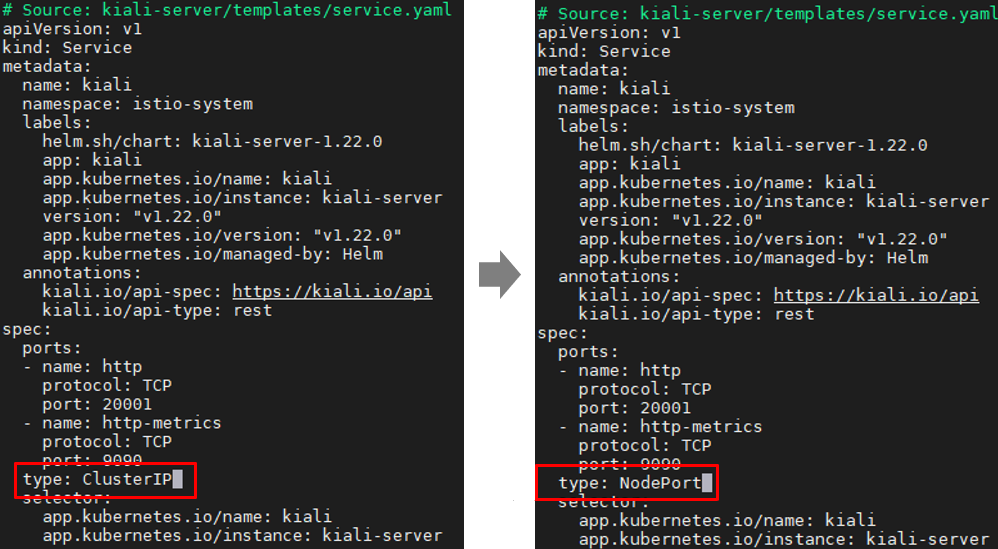 # Source: kiali-server/templates/service.yaml
apiVersion: v1
kind: Service
metadata:
  name: kiali
  namespace: istio-system
  labels:
    helm.sh/chart: kiali-server-1.22.0
    app: kiali
    app.kubernetes.io/name: kiali
    app.kubernetes.io/instance: kiali-server
    version: "v1.22.0"
    app.kubernetes.io/version: "v1.22.0"
    app.kubernetes.io/managed-by: Helm
  annotations:
    kiali.io/api-spec: https://kiali.io/api
    kiali.io/api-type: rest
spec:
  ports:
  - name: http
    protocol: TCP
    port: 20001
  - name: http-metrics
    protocol: TCP
    port: 9090
  type: ClusterIP
  selector:
    app.kubernetes.io/name: kiali
    app.kubernetes.io/instance: kiali-server
# Source: kiali-server/templates/service.yaml
apiVersion: v1
kind: Service
metadata:
  name: kiali
  namespace: istio-system
  labels:
    helm.sh/chart: kiali-server-1.22.0
    app: kiali
    app.kubernetes.io/name: kiali
    app.kubernetes.io/instance: kiali-server
    version: "v1.22.0"
    app.kubernetes.io/version: "v1.22.0"
    app.kubernetes.io/managed-by: Helm
  annotations:
    kiali.io/api-spec: https://kiali.io/api
    kiali.io/api-type: rest
spec:
  ports:
  - name: http
    protocol: TCP
    port: 20001
  - name: http-metrics
    protocol: TCP
    port: 9090
  type: NodePort
  selector:
    app.kubernetes.io/name: kiali
    app.kubernetes.io/instance: kiali-server